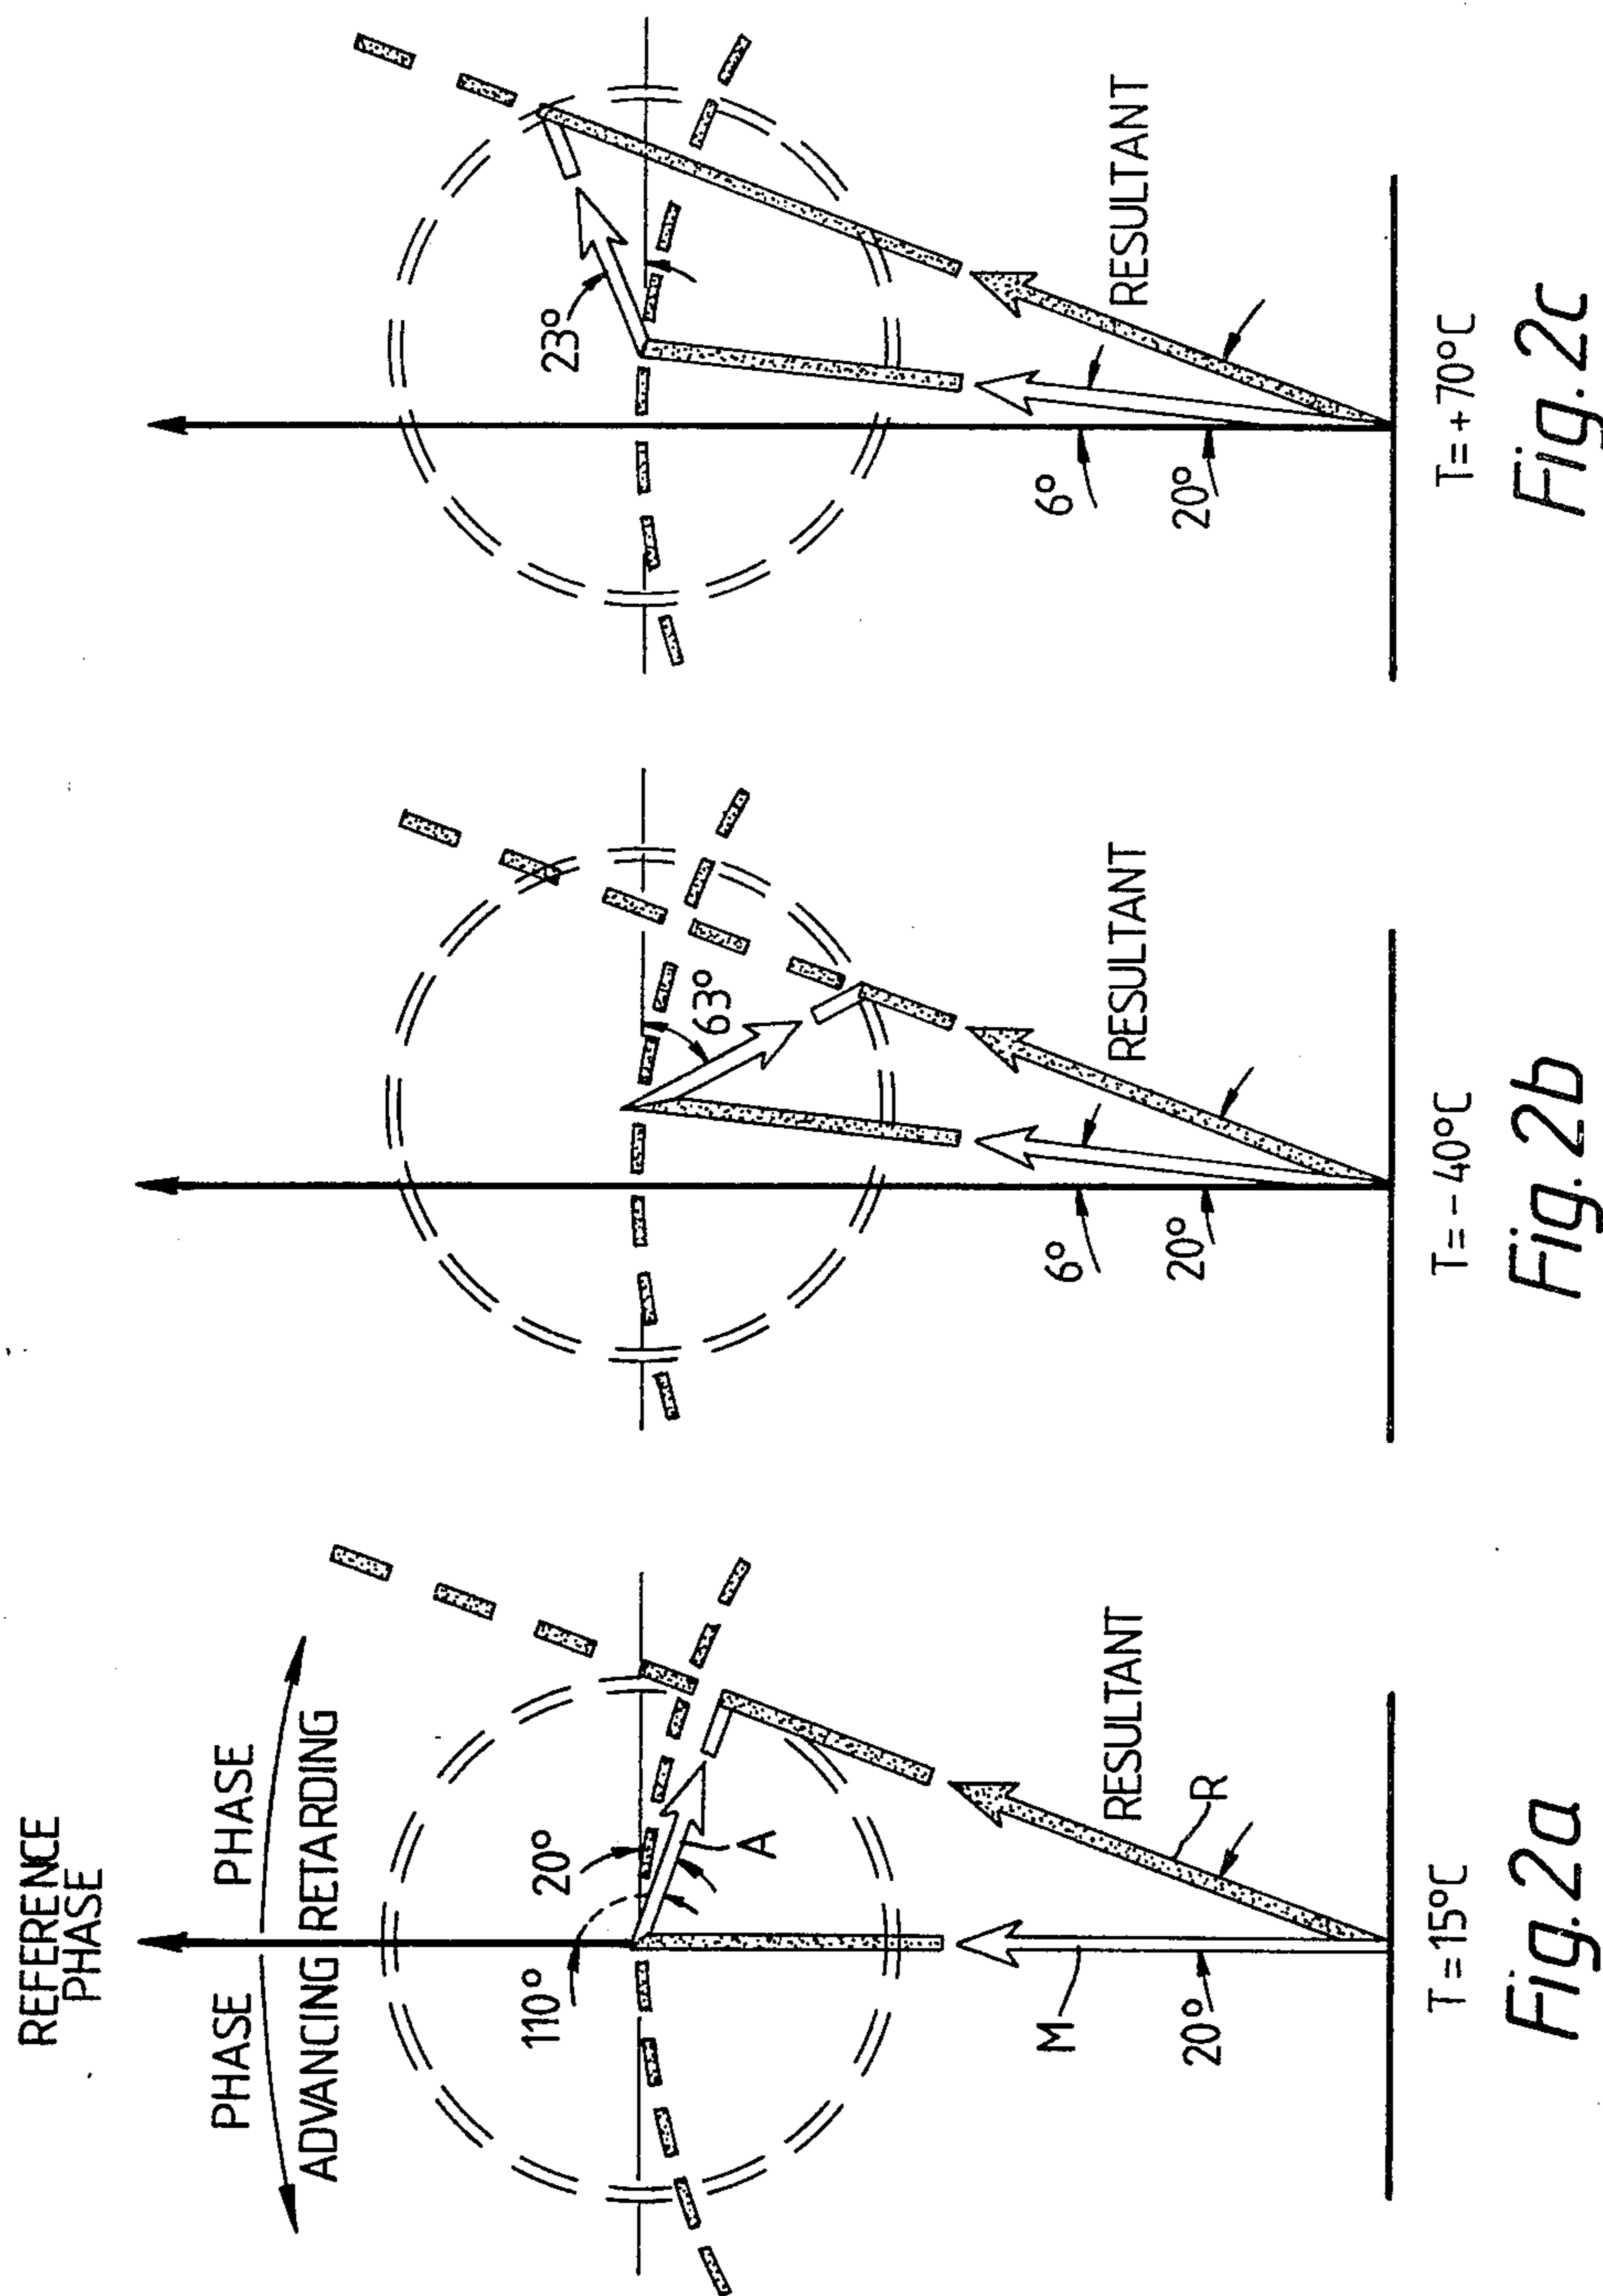 REFERENCE
PHASE
PHASE PHASE
ADVANCING RETARDING
110°
20°
A
M
20°
R
RESULTANT
T=15°C
Fig. 2a
63°
6°
20°
RESULTANT
T=-40°C
Fig. 2b
23°
6°
20°
RESULTANT
T=+70°C
Fig. 2c